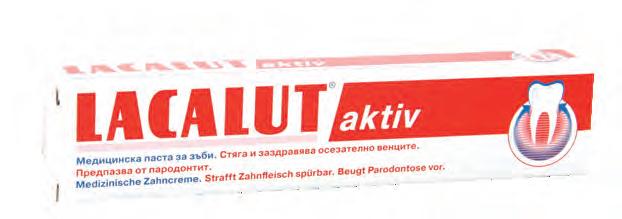 LACALUT aktiv
LACALUT® aktiv
Медицинска паста за зъби. Стяга и заздравява осезателно венците.
Предпазва от пародонтит.
Medizinische Zahncreme. Strafft Zahnfleisch spürbar. Beugt Parodontose vor.